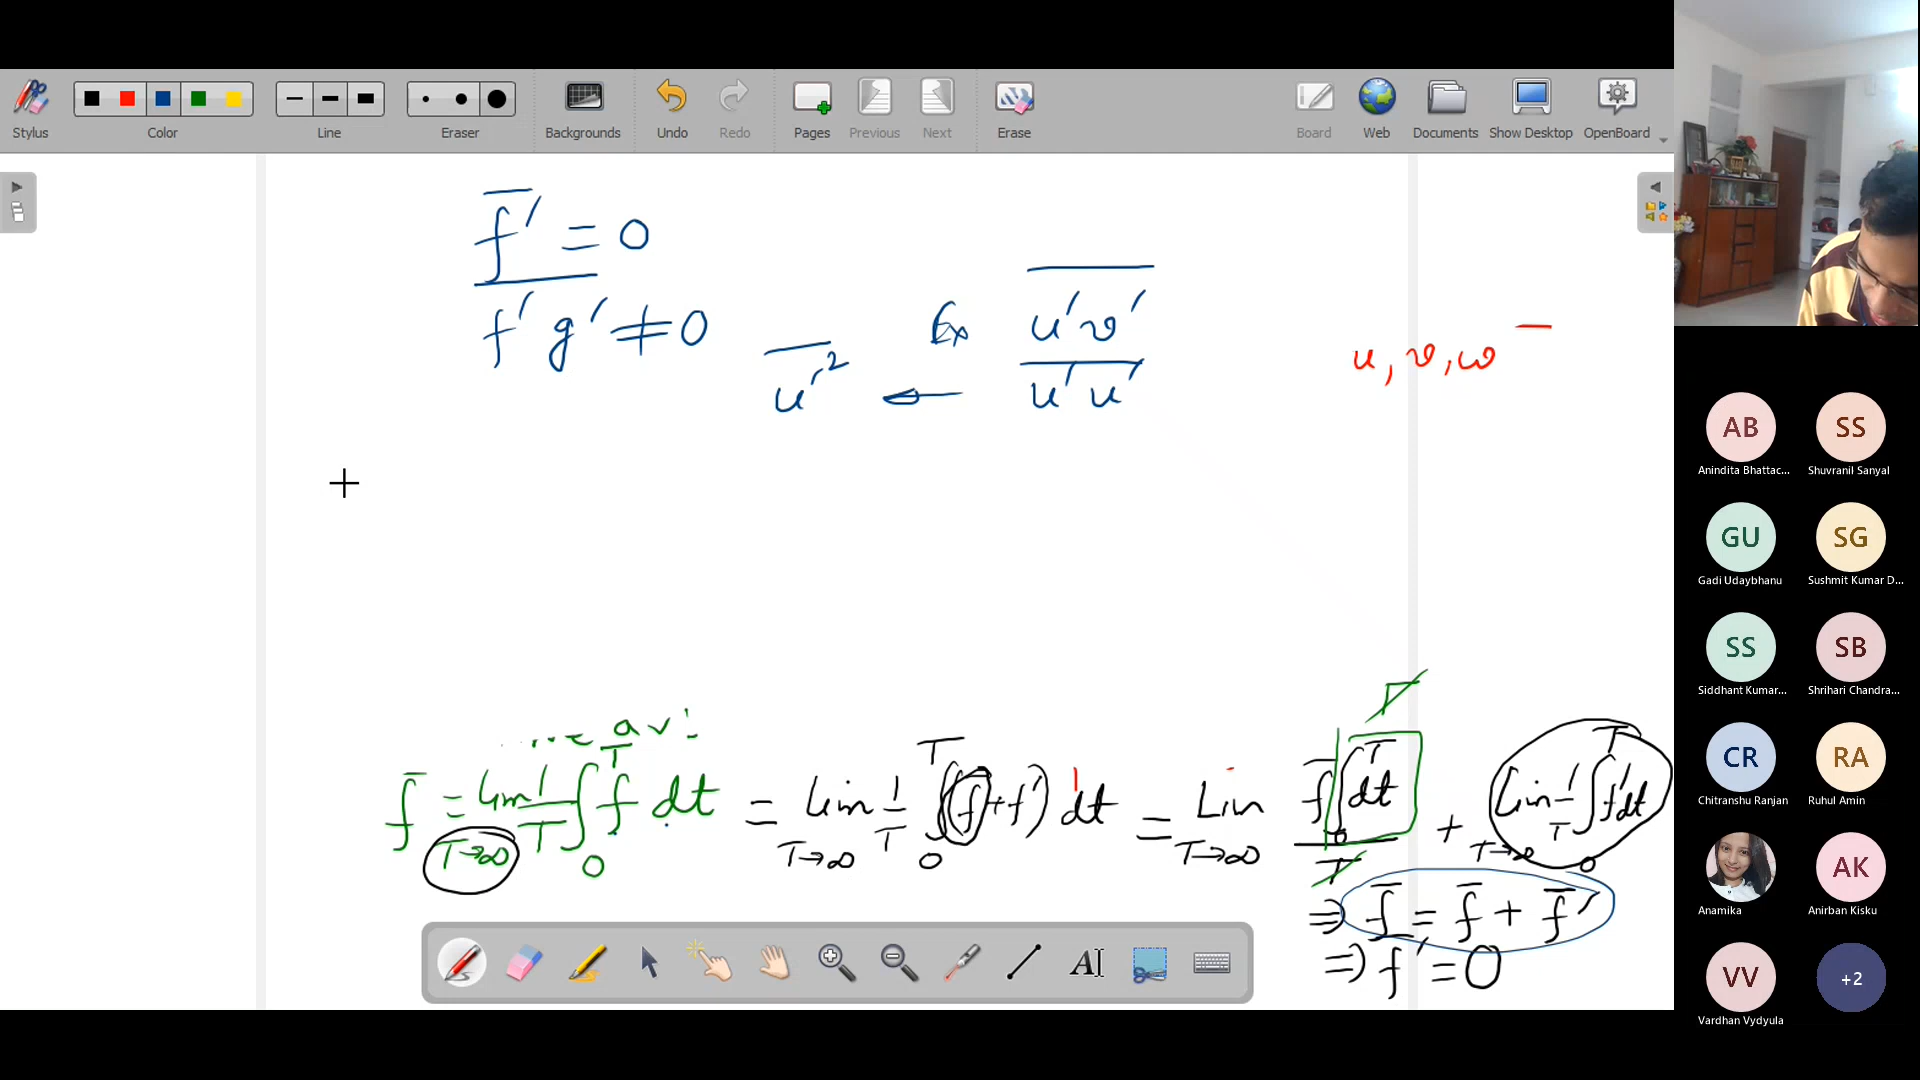 Stylus Color Line Eraser Backgrounds Undo Redo Pages Previous Next Erase Board Web Documents Show Desktop OpenBoard
f̅′ = 0
f′ g′ ≠ 0
Ex u′v′
u′² ← u′ u′
u, v, w
av:
f̅ = lim T→∞ 1/T ∫₀ᵀ f dt = lim T→∞ 1/T ∫₀ᵀ (f̅ + f′) dt = Lim T→∞ f̅ ∫₀ᵀ dt / T + Lim T→∞ 1/T ∫₀ᵀ f′dt
⇒ f̅ = f̅ + f̅′
⇒ f̅′ = 0
AB SS
Anindita Bhattac... Shuvranil Sanyal
GU SG
Gadi Udaybhanu Sushmit Kumar D...
SS SB
Siddhant Kumar... Shrihari Chandra...
CR RA
Chitranshu Ranjan Ruhul Amin
AK
Anamika Anirban Kisku
VV +2
Vardhan Vydyula